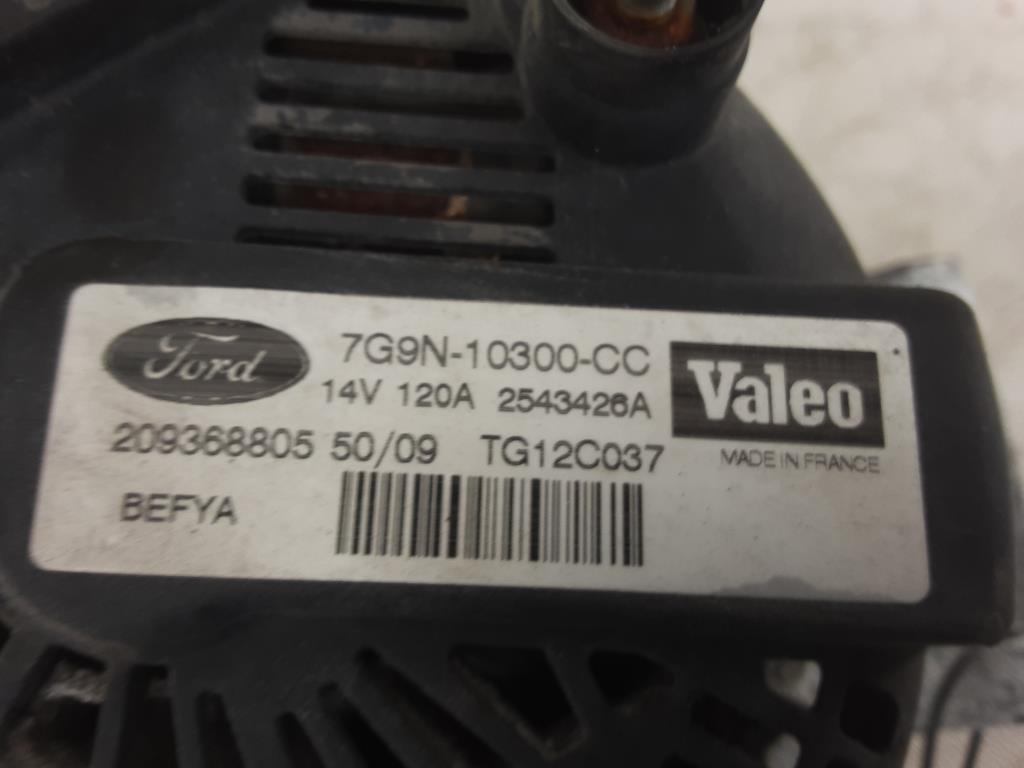 Ford
7G9N-10300-CC
14V 120A 2543426A
Valeo
209368805 50/09 TG12C037
MADE IN FRANCE
BEFYA